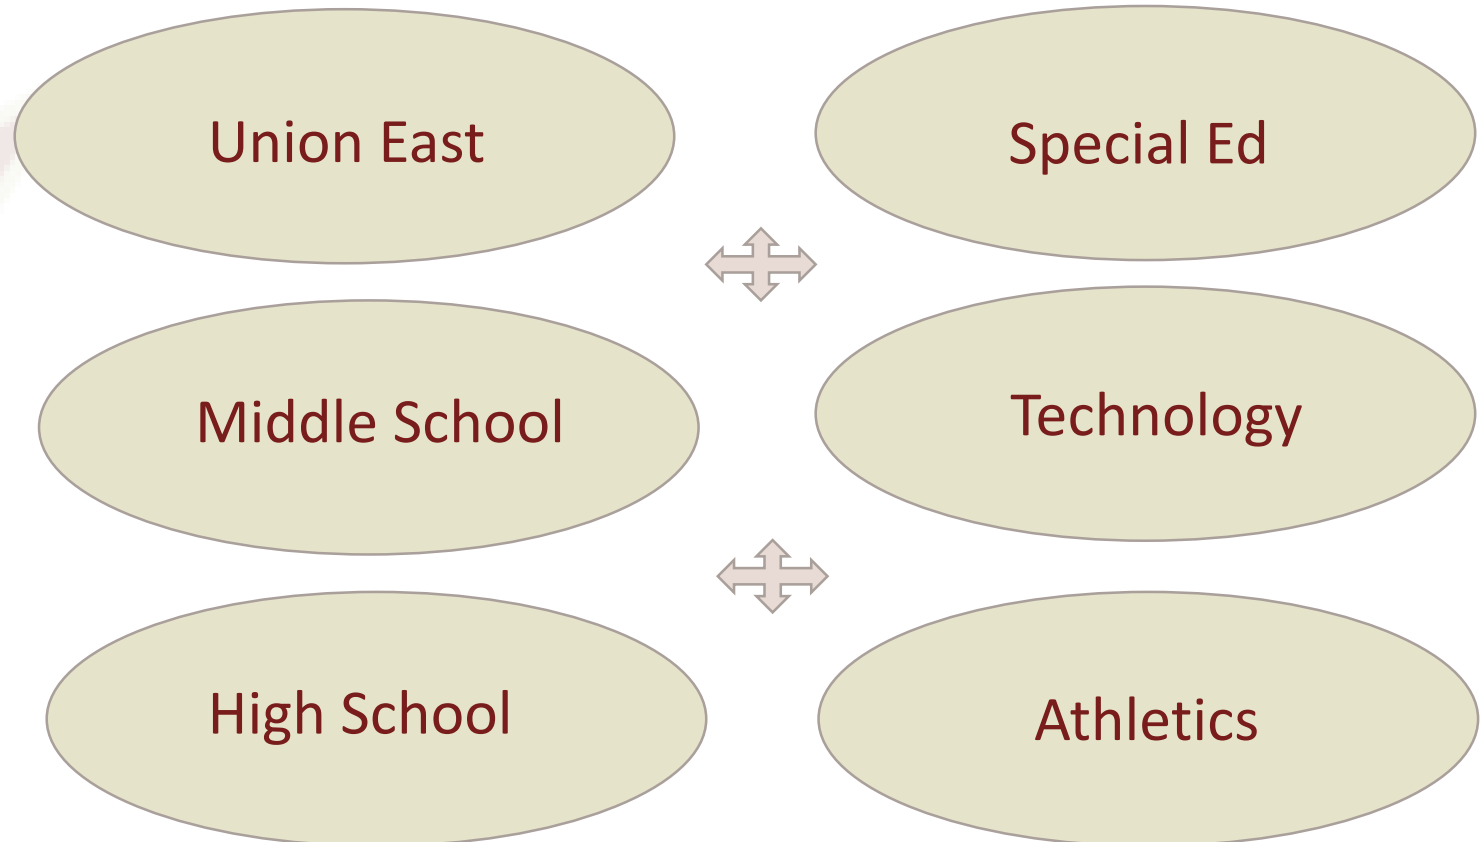 Union East
Special Ed
Middle School
Technology
High School
Athletics